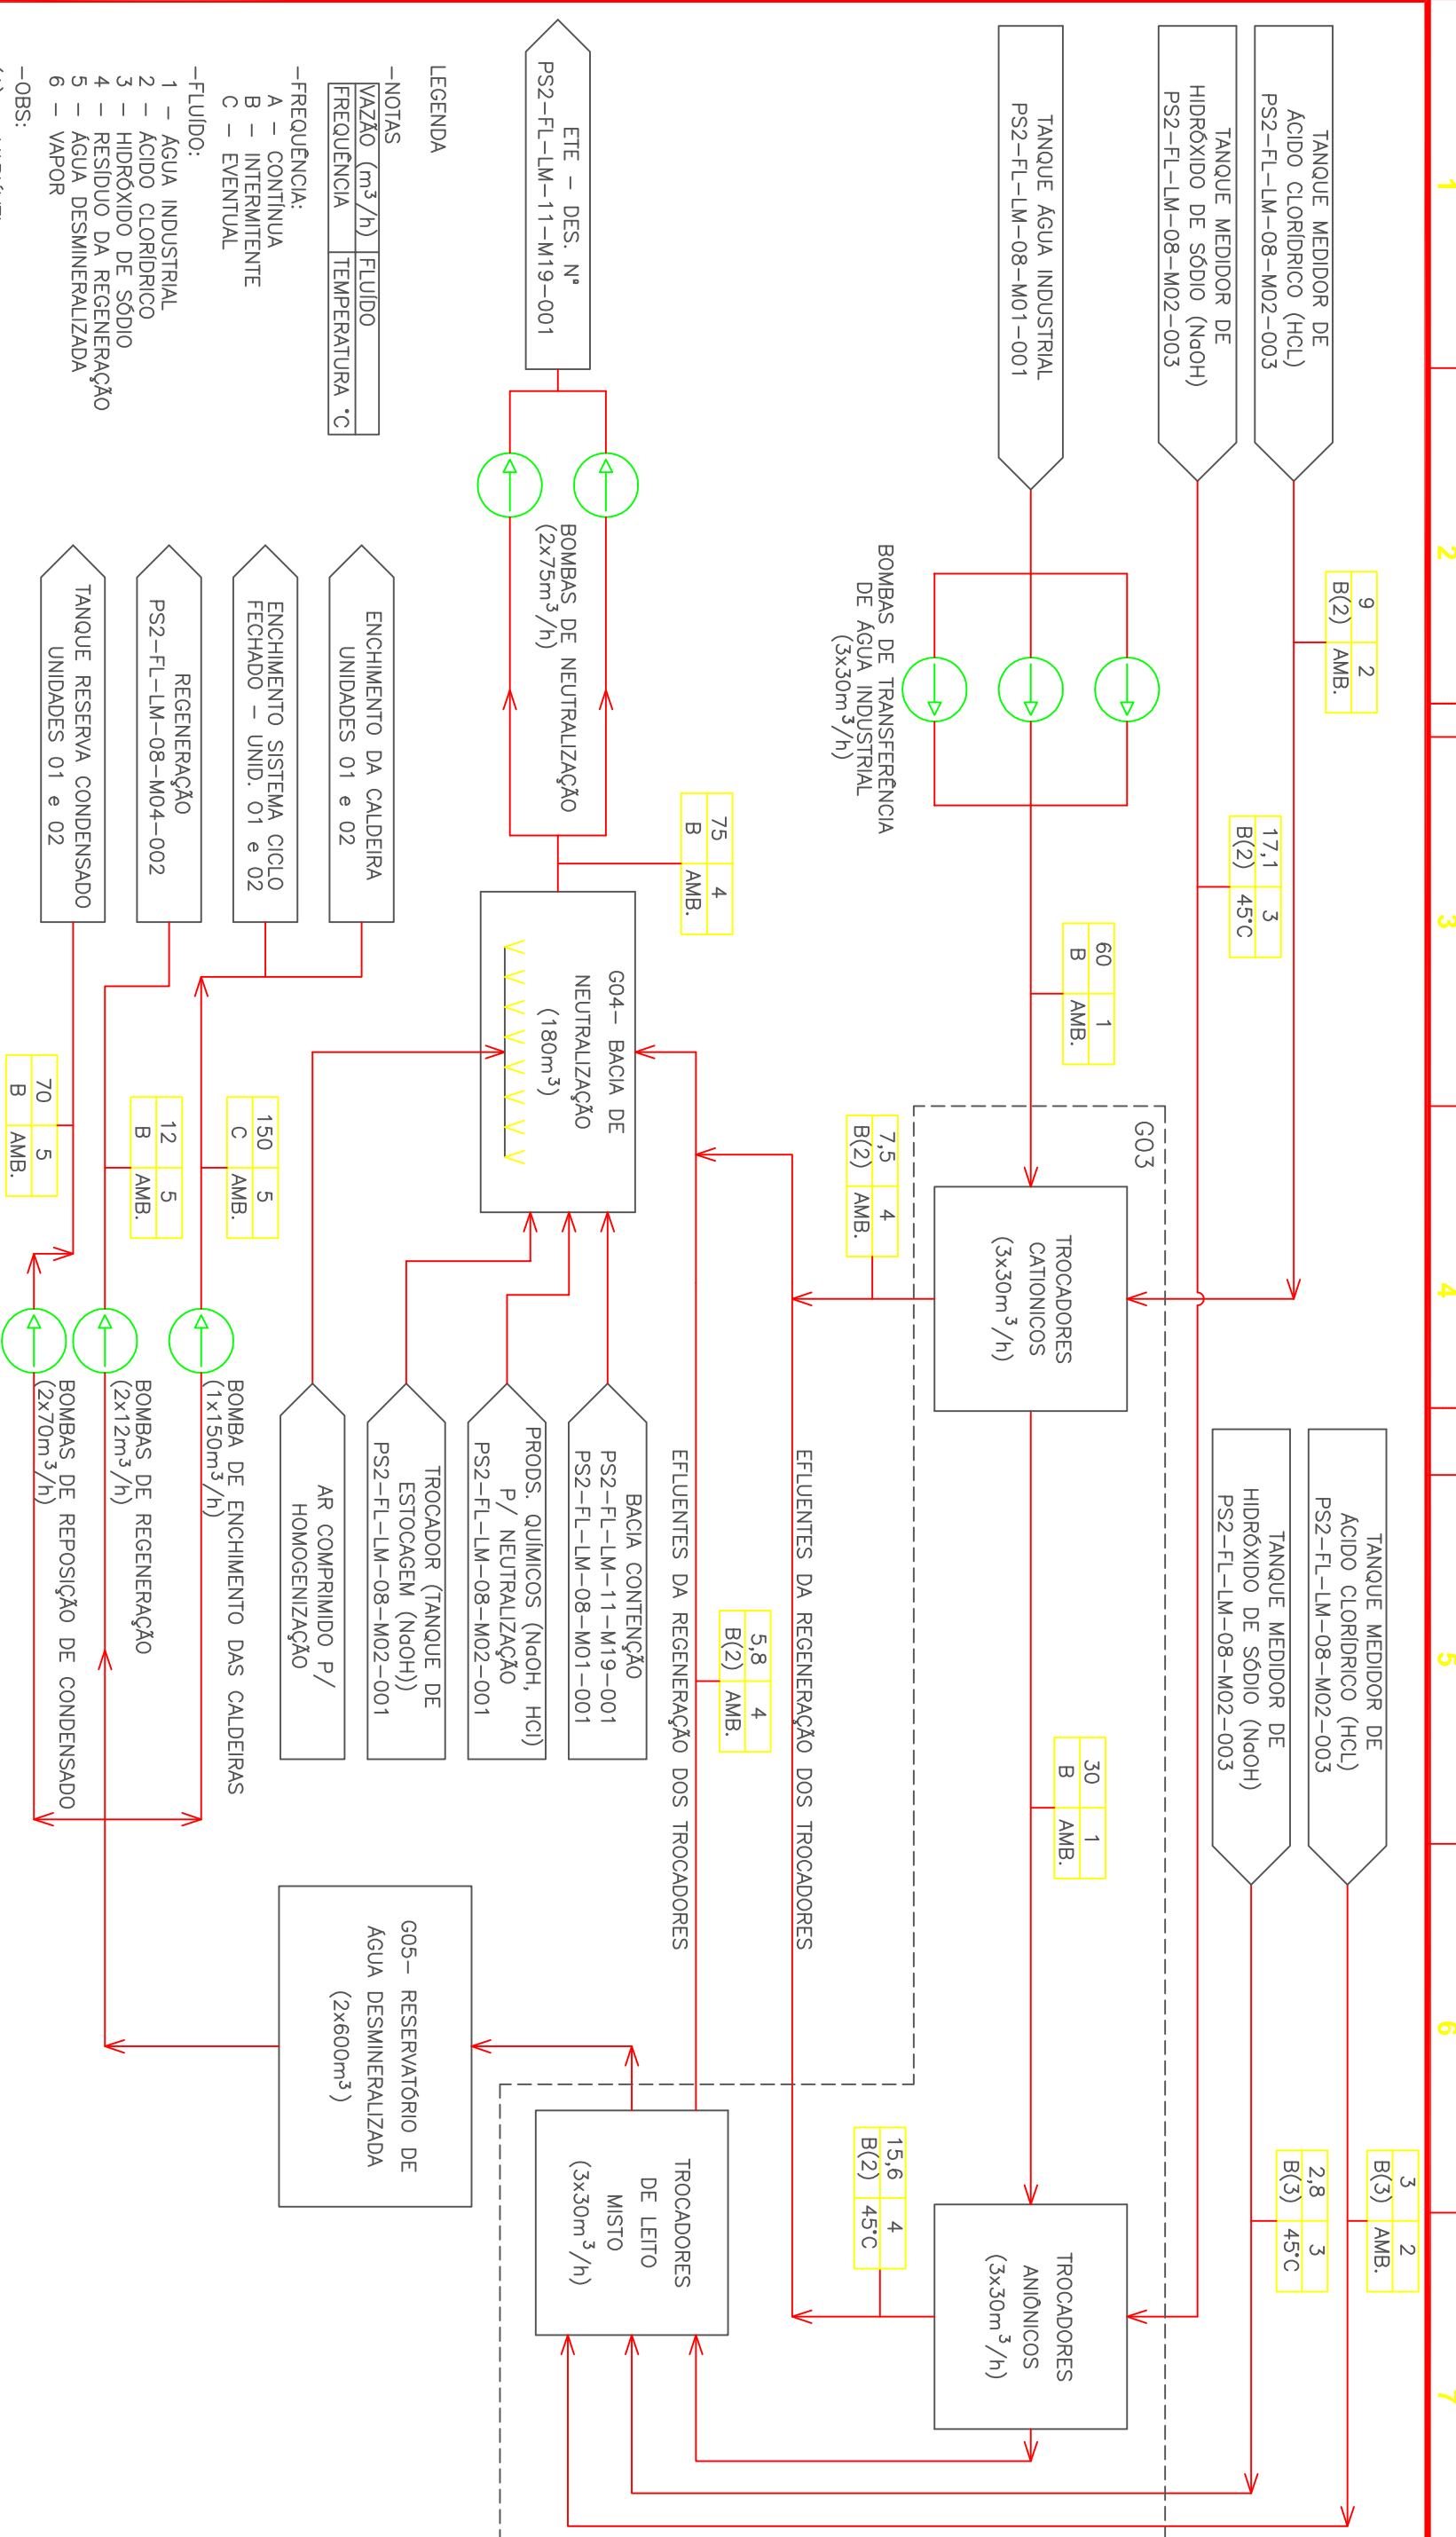 1
2
3
4
5
6
7
TANQUE MEDIDOR DE
ÁCIDO CLORÍDRICO (HCL)
PS2-FL-LM-08-M02-003
TANQUE MEDIDOR DE
HIDRÓXIDO DE SÓDIO (NaOH)
PS2-FL-LM-08-M02-003
9 2
B(2) AMB.
17,1 3
B(2) 45°C
TANQUE MEDIDOR DE
ÁCIDO CLORÍDRICO (HCL)
PS2-FL-LM-08-M02-003
TANQUE MEDIDOR DE
HIDRÓXIDO DE SÓDIO (NaOH)
PS2-FL-LM-08-M02-003
3 2
B(3) AMB.
2,8 3
B(3) 45°C
TANQUE ÁGUA INDUSTRIAL
PS2-FL-LM-08-M01-001
BOMBAS DE TRANSFERÊNCIA
DE ÁGUA INDUSTRIAL
(3x30m³/h)
60 1
B AMB.
G03
TROCADORES
CATIONICOS
(3x30m³/h)
30 1
B AMB.
TROCADORES
ANIÔNICOS
(3x30m³/h)
7,5 4
B(2) AMB.
15,6 4
B(2) 45°C
EFLUENTES DA REGENERAÇÃO DOS TROCADORES
5,8 4
B(2) AMB.
EFLUENTES DA REGENERAÇÃO DOS TROCADORES
TROCADORES
DE LEITO
MISTO
(3x30m³/h)
ETE - DES. Nº
PS2-FL-LM-11-M19-001
BOMBAS DE NEUTRALIZAÇÃO
(2x75m³/h)
75 4
B AMB.
G04- BACIA DE
NEUTRALIZAÇÃO
(180m³)
BACIA CONTENÇÃO
PS2-FL-LM-11-M19-001
PS2-FL-LM-08-M01-001
PRODS. QUÍMICOS (NaOH, HCl)
P/ NEUTRALIZAÇÃO
PS2-FL-LM-08-M02-001
TROCADOR (TANQUE DE
ESTOCAGEM (NaOH))
PS2-FL-LM-08-M02-001
AR COMPRIMIDO P/
HOMOGENIZAÇÃO
G05- RESERVATÓRIO DE
ÁGUA DESMINERALIZADA
(2x600m³)
ENCHIMENTO DA CALDEIRA
UNIDADES 01 e 02
ENCHIMENTO SISTEMA CICLO
FECHADO - UNID. 01 e 02
REGENERAÇÃO
PS2-FL-LM-08-M04-002
TANQUE RESERVA CONDENSADO
UNIDADES 01 e 02
150 5
C AMB.
12 5
B AMB.
70 5
B AMB.
BOMBA DE ENCHIMENTO DAS CALDEIRAS
(1x150m³/h)
BOMBAS DE REGENERAÇÃO
(2x12m³/h)
BOMBAS DE REPOSIÇÃO DE CONDENSADO
(2x70m³/h)
LEGENDA
-NOTAS
VAZÃO (m³/h) FLUÍDO
FREQUÊNCIA TEMPERATURA °C
-FREQUÊNCIA:
A - CONTÍNUA
B - INTERMITENTE
C - EVENTUAL
-FLUÍDO:
1 - ÁGUA INDUSTRIAL
2 - ÁCIDO CLORÍDRICO
3 - HIDRÓXIDO DE SÓDIO
4 - RESÍDUO DA REGENERAÇÃO
5 - ÁGUA DESMINERALIZADA
6 - VAPOR
-OBS: